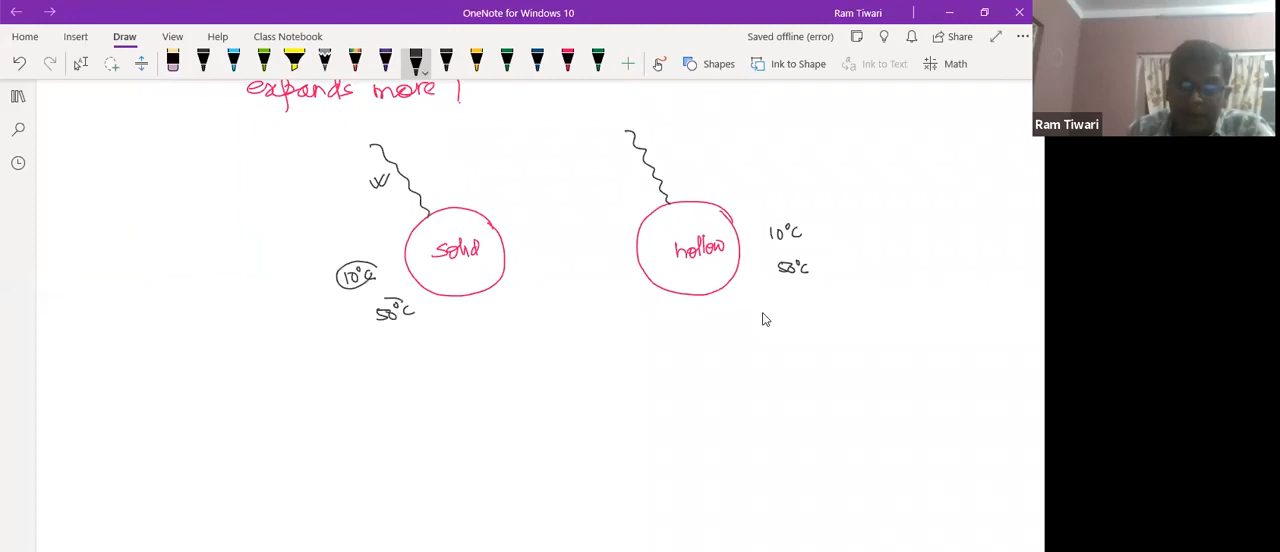 OneNote for Windows 10
Ram Tiwari
Home Insert Draw View Help Class Notebook
Saved offline (error)
Share
Shapes
Ink to Shape
Ink to Text
Math
Ram Tiwari
expands more
solid
hollow
10°C
50°C
10°C
50°C